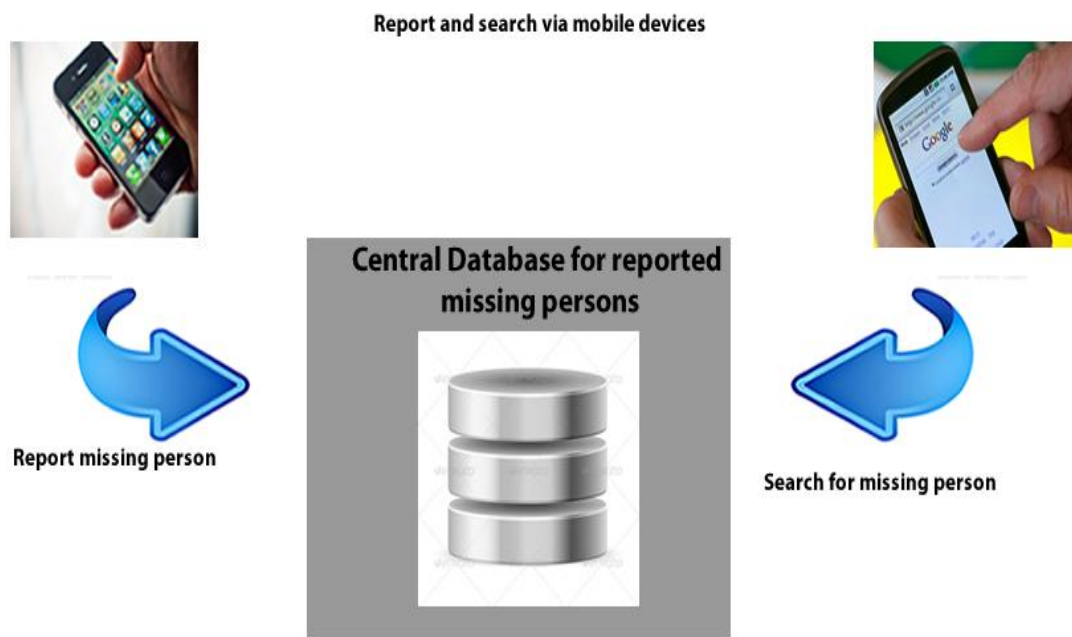 Report and search via mobile devices
Google
Central Database for reported
missing persons
Report missing person
Search for missing person